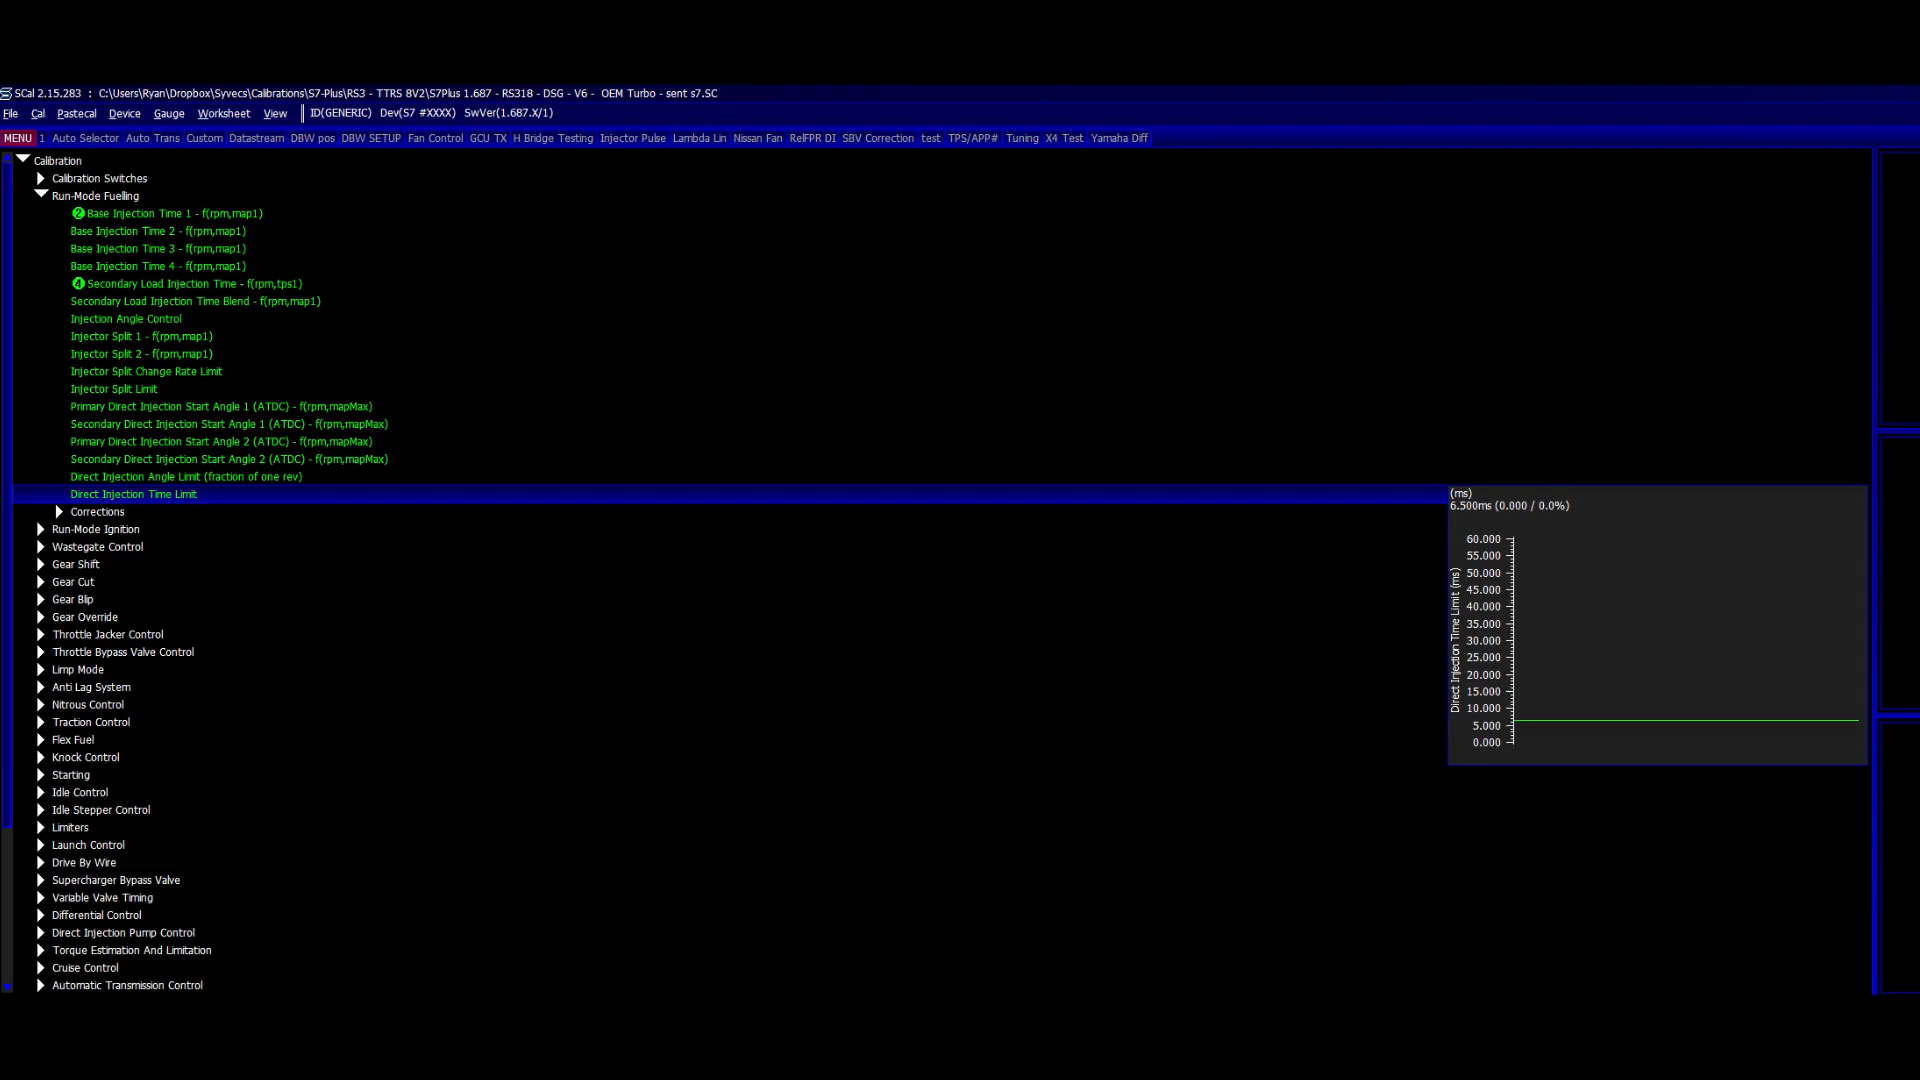 SCal 2.15.283 : C:\Users\Ryan\Dropbox\Syvecs\Calibrations\S7-Plus\RS3 - TTRS 8V2\S7Plus 1.687 - RS318 - DSG - V6 - OEM Turbo - sent s7.SC
File Cal Pastecal Device Gauge Worksheet View ID(GENERIC) Dev(S7 #XXXX) SwVer(1.687.X/1)
MENU 1 Auto Selector Auto Trans Custom Datastream DBW pos DBW SETUP Fan Control GCU TX H Bridge Testing Injector Pulse Lambda Lin Nissan Fan RelFPR DI SBV Correction test TPS/APP# Tuning X4 Test Yamaha Diff
Calibration
Calibration Switches
Run-Mode Fuelling
2 Base Injection Time 1 - f(rpm,map1)
Base Injection Time 2 - f(rpm,map1)
Base Injection Time 3 - f(rpm,map1)
Base Injection Time 4 - f(rpm,map1)
4 Secondary Load Injection Time - f(rpm,tps1)
Secondary Load Injection Time Blend - f(rpm,map1)
Injection Angle Control
Injector Split 1 - f(rpm,map1)
Injector Split 2 - f(rpm,map1)
Injector Split Change Rate Limit
Injector Split Limit
Primary Direct Injection Start Angle 1 (ATDC) - f(rpm,mapMax)
Secondary Direct Injection Start Angle 1 (ATDC) - f(rpm,mapMax)
Primary Direct Injection Start Angle 2 (ATDC) - f(rpm,mapMax)
Secondary Direct Injection Start Angle 2 (ATDC) - f(rpm,mapMax)
Direct Injection Angle Limit (fraction of one rev)
Direct Injection Time Limit
Corrections
Run-Mode Ignition
Wastegate Control
Gear Shift
Gear Cut
Gear Blip
Gear Override
Throttle Jacker Control
Throttle Bypass Valve Control
Limp Mode
Anti Lag System
Nitrous Control
Traction Control
Flex Fuel
Knock Control
Starting
Idle Control
Idle Stepper Control
Limiters
Launch Control
Drive By Wire
Supercharger Bypass Valve
Variable Valve Timing
Differential Control
Direct Injection Pump Control
Torque Estimation And Limitation
Cruise Control
Automatic Transmission Control
(ms)
6.500ms (0.000 / 0.0%)
Direct Injection Time Limit (ms)
60.000
55.000
50.000
45.000
40.000
35.000
30.000
25.000
20.000
15.000
10.000
5.000
0.000